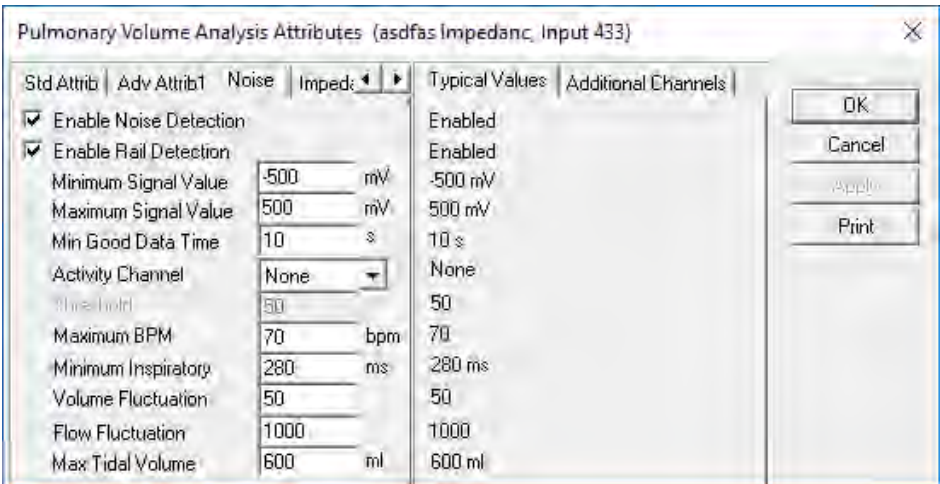 Pulmonary Volume Analysis Attributes (asdfas Impedanc, Input 433)
Std Attrib Adv Attrib1 Noise Imped Typical Values Additional Channels
Enable Noise Detection Enabled
Enable Rail Detection Enabled
Minimum Signal Value -500 mV -500 mV
Maximum Signal Value 500 mV 500 mV
Min Good Data Time 10 s 10 s
Activity Channel None None
Threshold 50 50
Maximum BPM 70 bpm 70
Minimum Inspiratory 280 ms 280 ms
Volume Fluctuation 50 50
Flow Fluctuation 1000 1000
Max Tidal Volume 600 ml 600 ml
OK
Cancel
Apply
Print